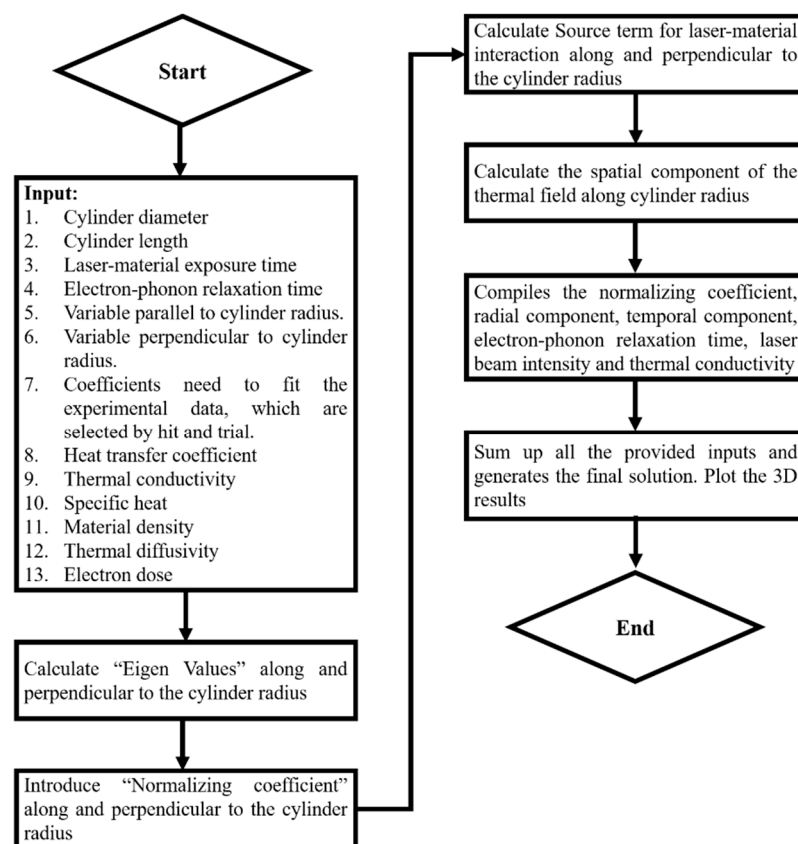 Start
Input:
1. Cylinder diameter
2. Cylinder length
3. Laser-material exposure time
4. Electron-phonon relaxation time
5. Variable parallel to cylinder radius.
6. Variable perpendicular to cylinder
radius.
7. Coefficients need to fit the
experimental data, which are
selected by hit and trial.
8. Heat transfer coefficient
9. Thermal conductivity
10. Specific heat
11. Material density
12. Thermal diffusivity
13. Electron dose
Calculate “Eigen Values” along and
perpendicular to the cylinder radius
Introduce “Normalizing coefficient”
along and perpendicular to the cylinder
radius
Calculate Source term for laser-material
interaction along and perpendicular to
the cylinder radius
Calculate the spatial component of the
thermal field along cylinder radius
Compiles the normalizing coefficient,
radial component, temporal component,
electron-phonon relaxation time, laser
beam intensity and thermal conductivity
Sum up all the provided inputs and
generates the final solution. Plot the 3D
results
End